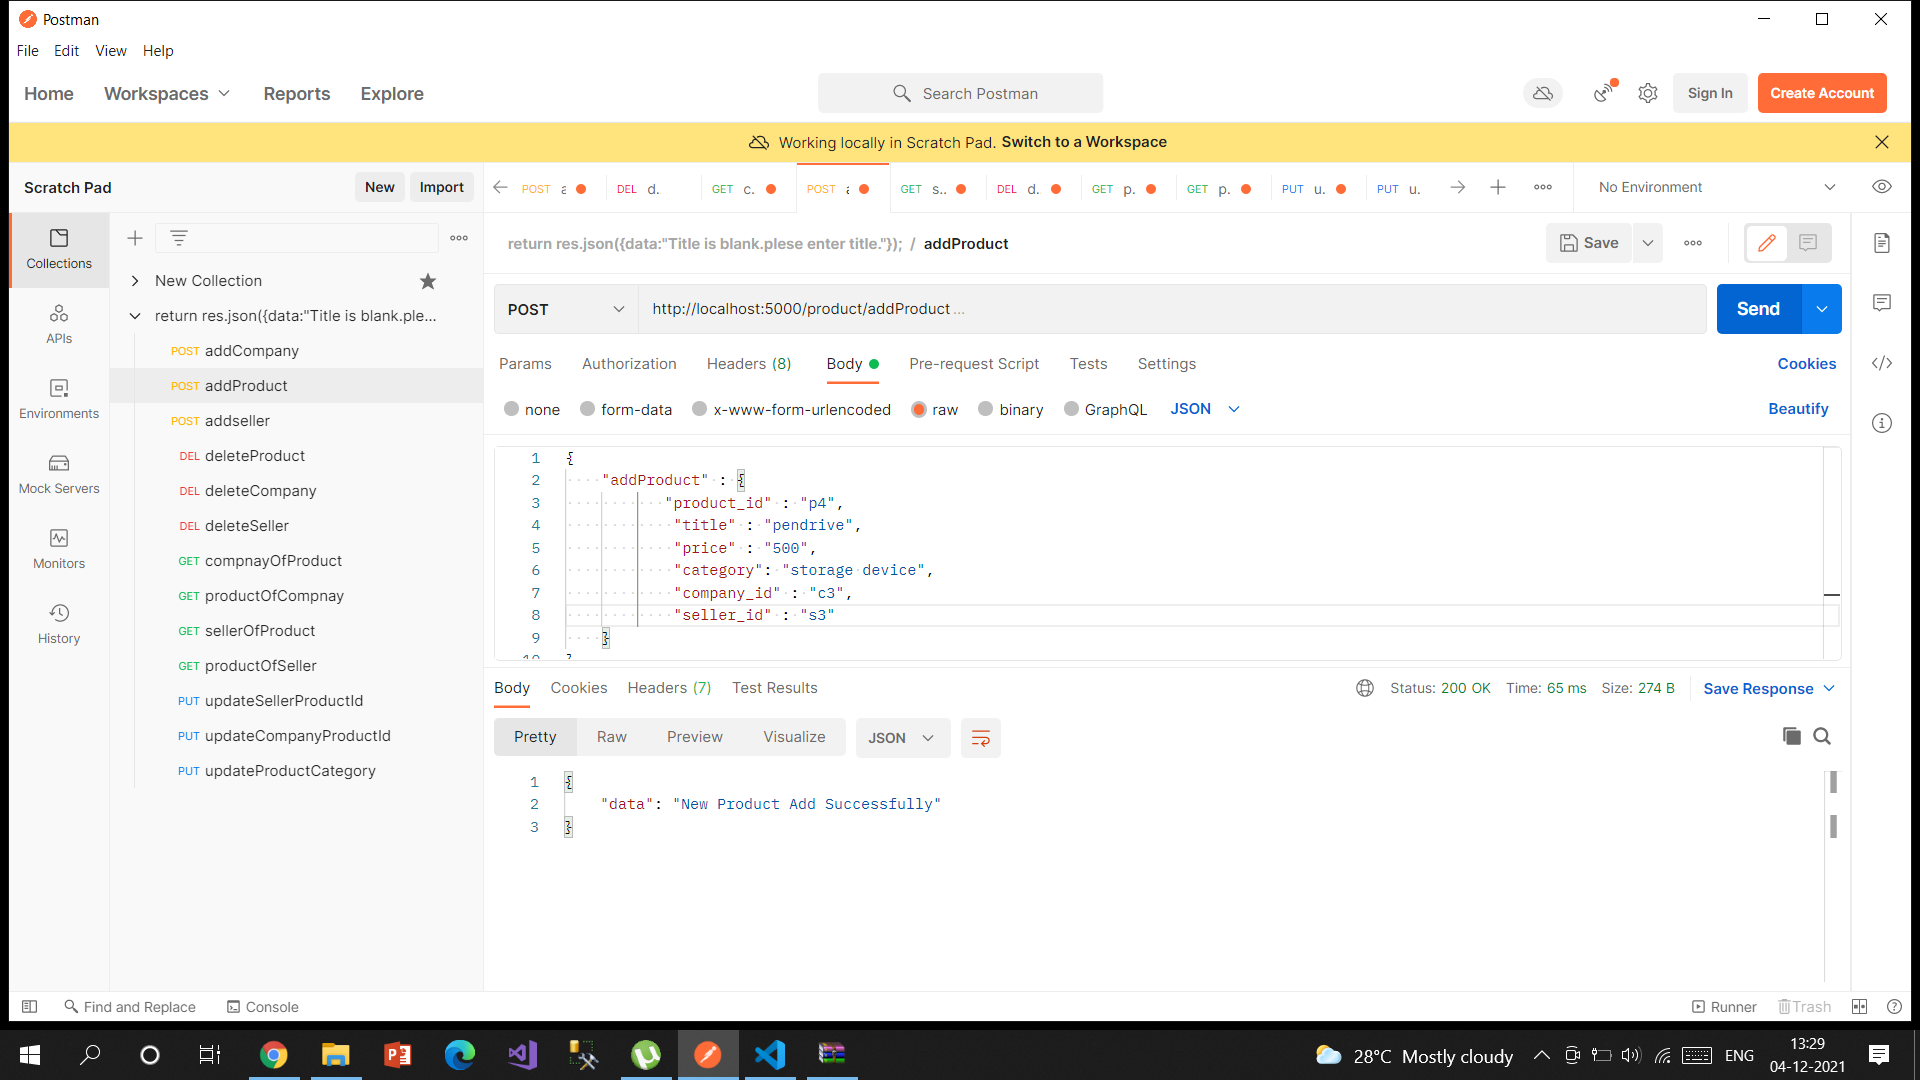 Postman
File Edit View Help
Home Workspaces Reports Explore Search Postman Sign In Create Account
Working locally in Scratch Pad. Switch to a Workspace
Scratch Pad New Import
POST a DEL d. GET c. POST a GET s.. DEL d. GET p. GET p. PUT u. PUT u. No Environment
Collections
APIs
Environments
Mock Servers
Monitors
History
New Collection
return res.json({data:"Title is blank.ple...
POST addCompany
POST addProduct
POST addseller
DEL deleteProduct
DEL deleteCompany
DEL deleteSeller
GET compnayOfProduct
GET productOfCompnay
GET sellerOfProduct
GET productOfSeller
PUT updateSellerProductId
PUT updateCompanyProductId
PUT updateProductCategory
return res.json({data:"Title is blank.plese enter title."}); / addProduct Save
POST http://localhost:5000/product/addProduct ... Send
Params Authorization Headers (8) Body Pre-request Script Tests Settings Cookies
none form-data x-www-form-urlencoded raw binary GraphQL JSON Beautify
1 {
2 "addProduct" : {
3 "product_id" : "p4",
4 "title" : "pendrive",
5 "price" : "500",
6 "category": "storage device",
7 "company_id" : "c3",
8 "seller_id" : "s3"
9 }
10 }
Body Cookies Headers (7) Test Results Status: 200 OK Time: 65 ms Size: 274 B Save Response
Pretty Raw Preview Visualize JSON
1 {
2 "data": "New Product Add Successfully"
3 }
Find and Replace Console Runner Trash
28°C Mostly cloudy ENG 13:29
04-12-2021